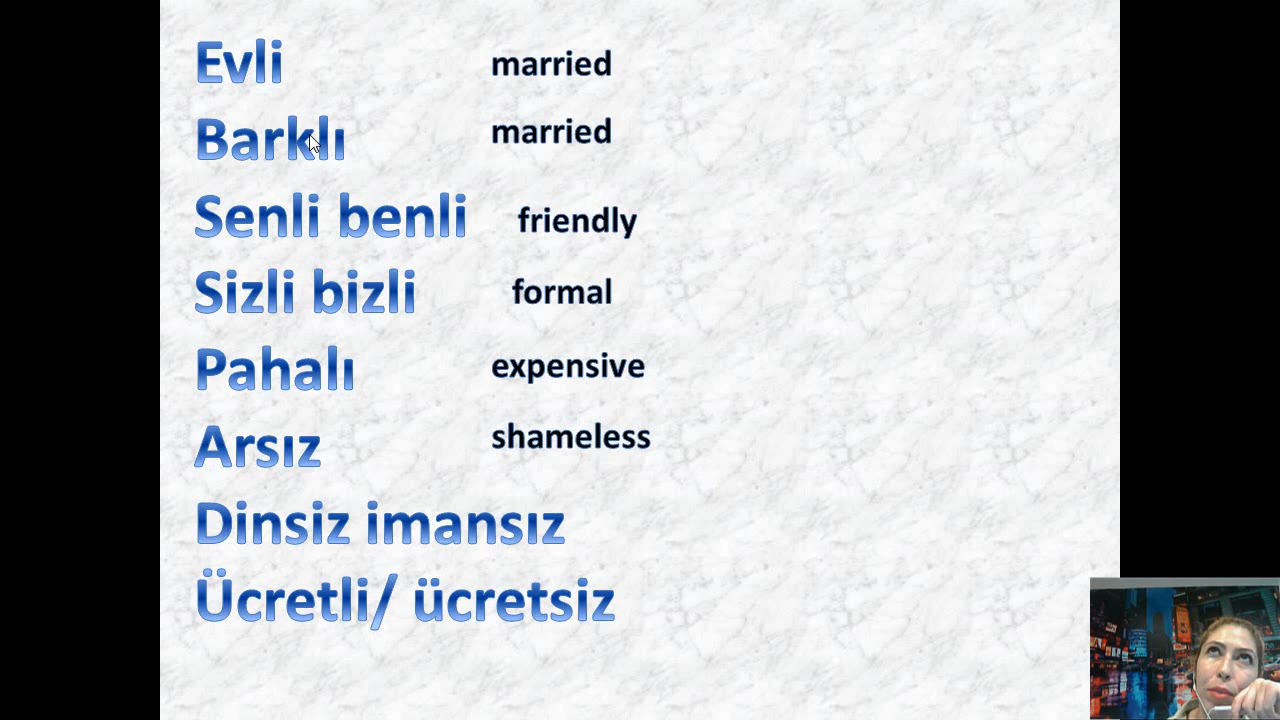 Evli married
Barklı married
Senli benli friendly
Sizli bizli formal
Pahalı expensive
Arsız shameless
Dinsiz imansız
Ücretli/ ücretsiz